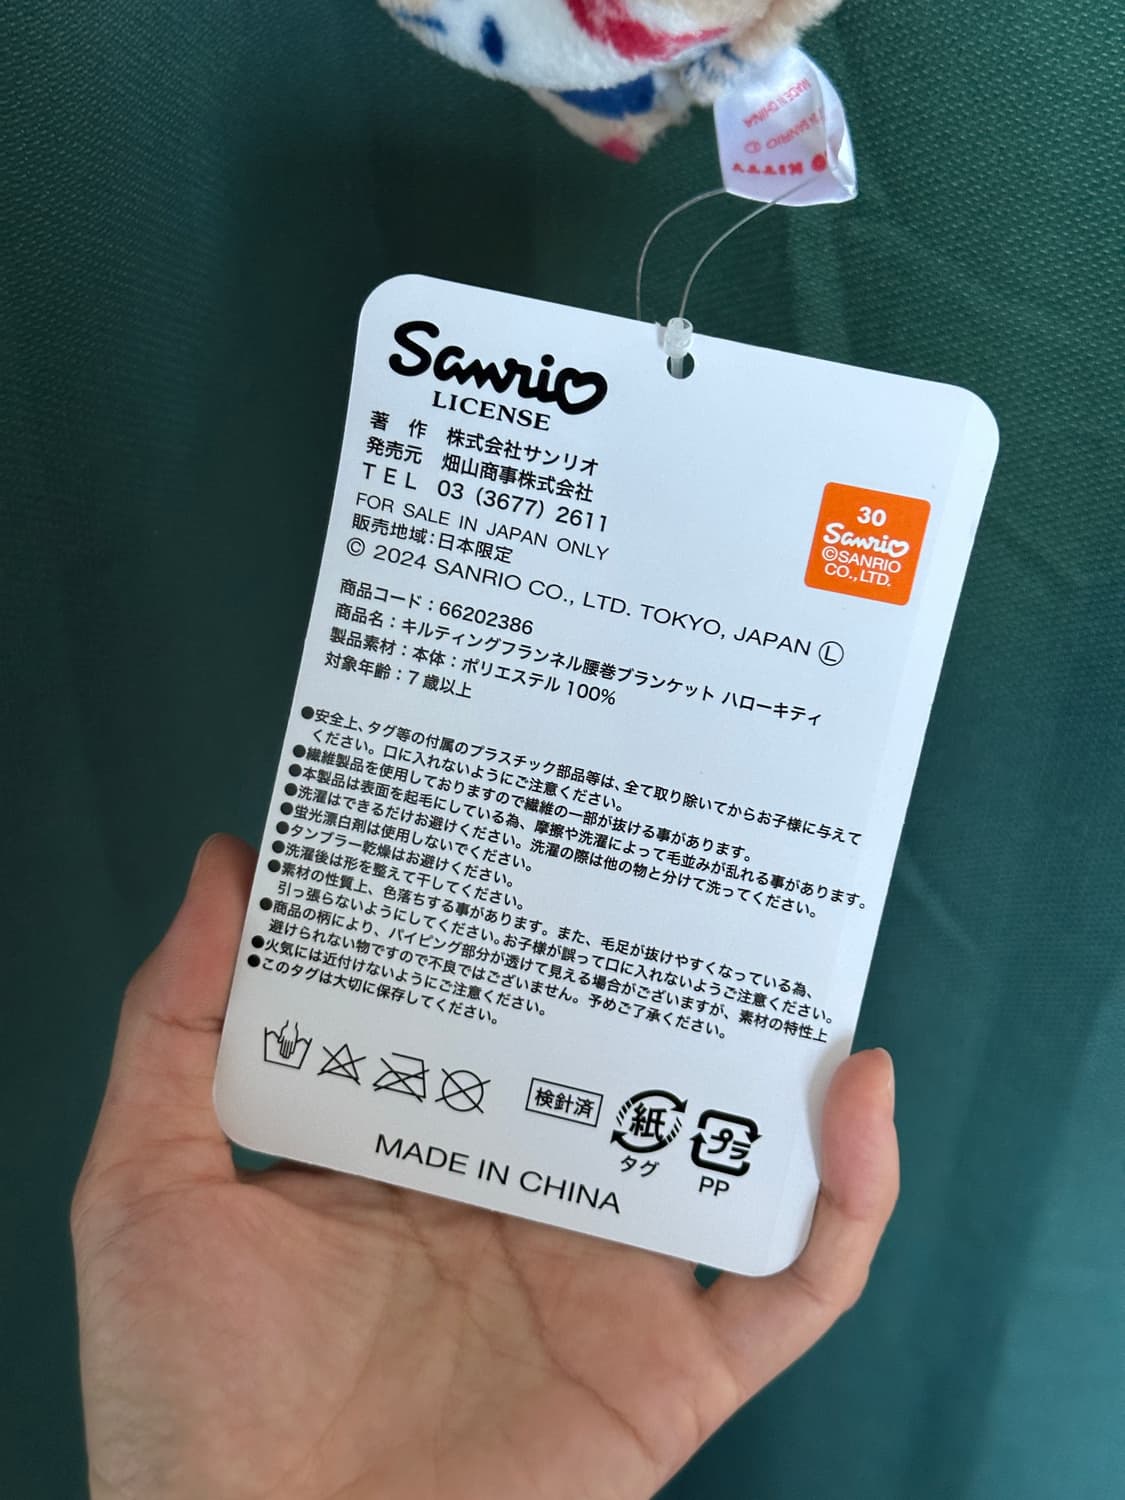 MADE IN CHINA
SANRIO
KITTY
Sanrio
LICENSE
著 作 株式会社サンリオ
発売元 畑山商事株式会社
TEL 03（3677）2611
FOR SALE IN JAPAN ONLY
販売地域：日本限定
© 2024 SANRIO CO., LTD. TOKYO, JAPAN Ⓛ
30
Sanrio
©SANRIO
CO., LTD.
商品コード：66202386
商品名：キルティングフランネル腰巻ブランケット ハローキティ
製品素材：本体：ポリエステル 100%
対象年齢：7 歳以上
●安全上、タグ等の付属のプラスチック部品等は、全て取り除いてからお子様に与えて
ください。口に入れないようにご注意ください。
●繊維製品を使用しておりますので繊維の一部が抜ける事があります。
●本製品は表面を起毛にしている為、摩擦や洗濯によって毛並みが乱れる事があります。
●洗濯はできるだけお避けください。洗濯の際は他の物と分けて洗ってください。
●蛍光漂白剤は使用しないでください。
●タンブラー乾燥はお避けください。
●洗濯後は形を整えて干してください。
●素材の性質上、色落ちする事があります。また、毛足が抜けやすくなっている為、
引っ張らないようにしてください。お子様が誤って口に入れないようご注意ください。
●商品の柄により、パイピング部分が透けて見える場合がございますが、素材の特性上
避けられない物ですので不良ではございません。予めご了承ください。
●火気には近付けないようにご注意ください。
●このタグは大切に保存してください。
検針済
紙
タグ
プラ
PP
MADE IN CHINA